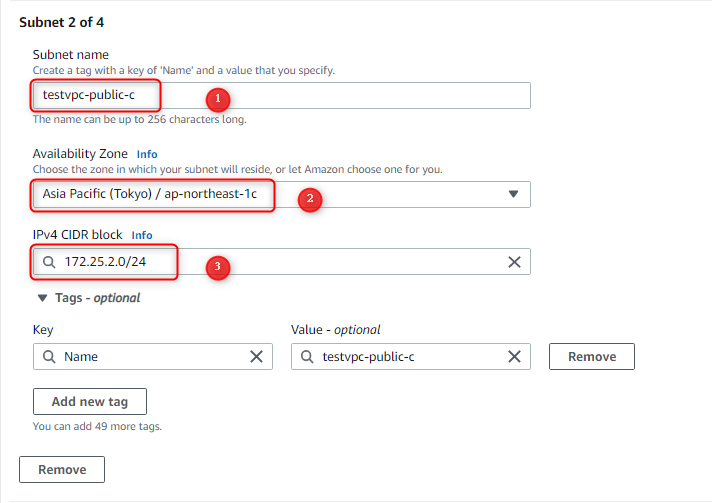 Subnet 2 of 4
Subnet name
Create a tag with a key of 'Name' and a value that you specify.
testvpc-public-c
1
The name can be up to 256 characters long.
Availability Zone Info
Choose the zone in which your subnet will reside, or let Amazon choose one for you.
Asia Pacific (Tokyo) / ap-northeast-1c
2
IPv4 CIDR block Info
172.25.2.0/24
3
Tags - optional
Key Value - optional
Name testvpc-public-c Remove
Add new tag
You can add 49 more tags.
Remove